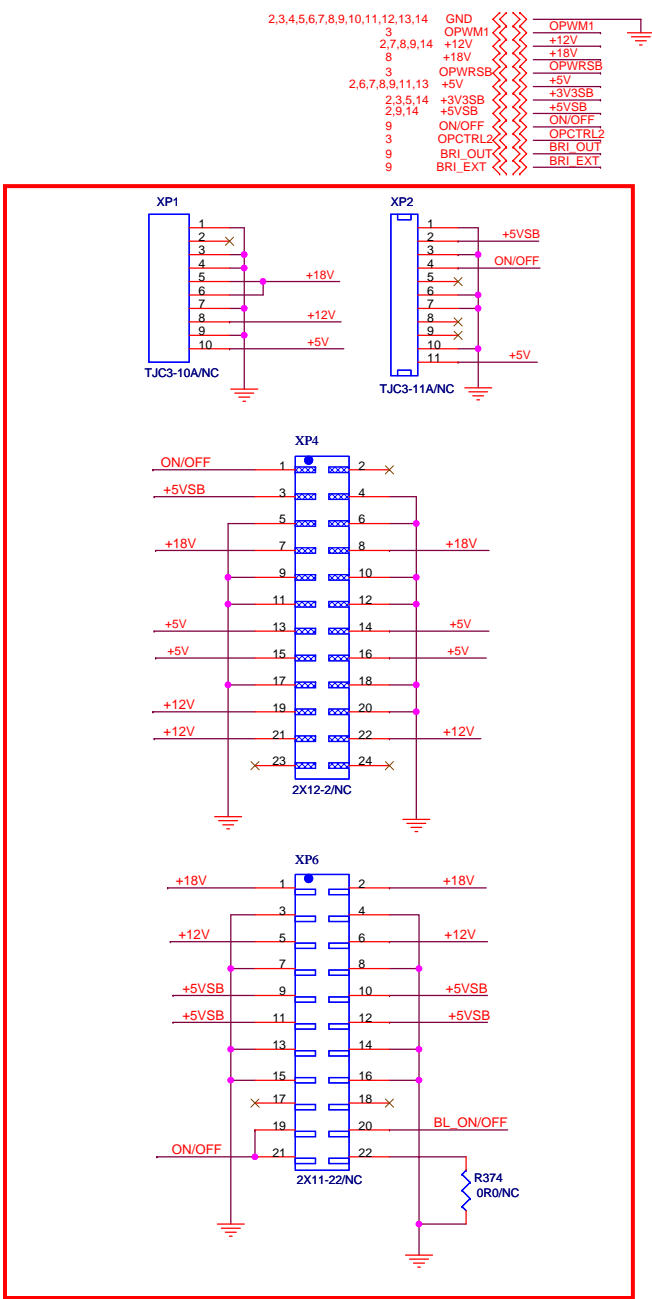 2,3,4,5,6,7,8,9,10,11,12,13,14 GND
3 OPWM1 OPWM1
2,7,8,9,14 +12V +12V
8 +18V +18V
3 OPWRSB OPWRSB
2,6,7,8,9,11,13 +5V +5V
2,3,5,14 +3V3SB +3V3SB
2,9,14 +5VSB +5VSB
9 ON/OFF ON/OFF
3 OPCTRL2 OPCTRL2
9 BRI_OUT BRI_OUT
9 BRI_EXT BRI_EXT
XP1
1
2
3
4
5 +18V
6
7
8 +12V
9
10 +5V
TJC3-10A/NC
XP2
1
2 +5VSB
3
4 ON/OFF
5
6
7
8
9
10
11 +5V
TJC3-11A/NC
XP4
ON/OFF 1 2
+5VSB 3 4
5 6
+18V 7 8 +18V
9 10
11 12
+5V 13 14 +5V
+5V 15 16 +5V
17 18
+12V 19 20
+12V 21 22 +12V
23 24
2X12-2/NC
XP6
+18V 1 2 +18V
3 4
+12V 5 6 +12V
7 8
+5VSB 9 10 +5VSB
+5VSB 11 12 +5VSB
13 14
15 16
17 18
19 20 BL_ON/OFF
ON/OFF 21 22
2X11-22/NC
R374
0R0/NC